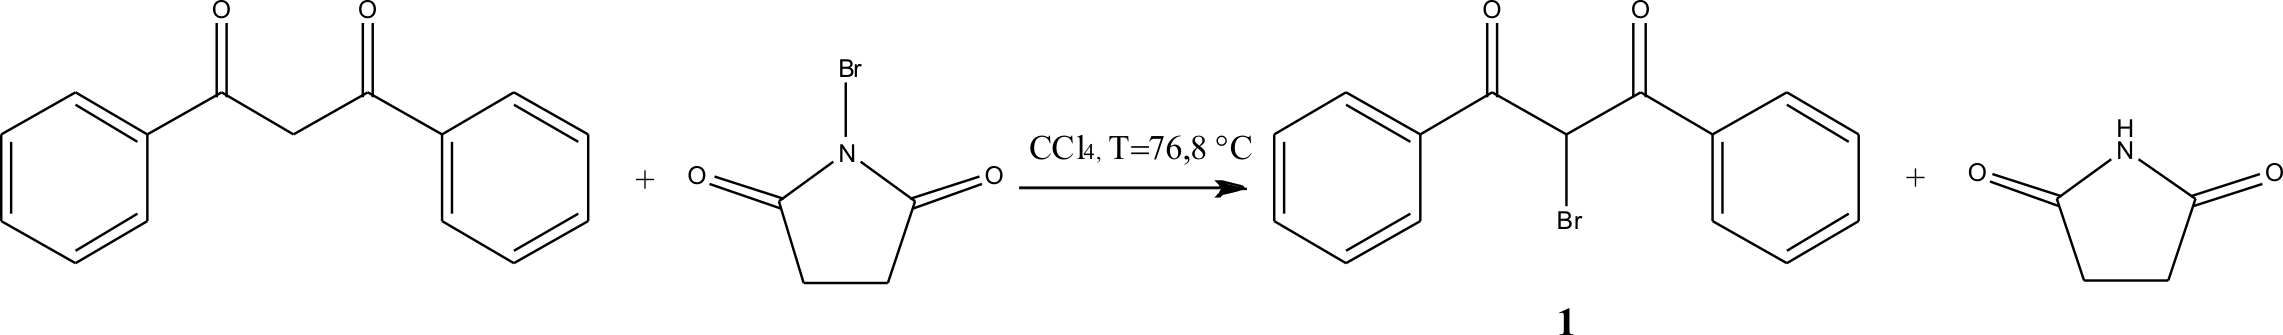 O O O O
Br
CCl4, T=76,8 °C
H
N N
O O O O
+ +
Br
1